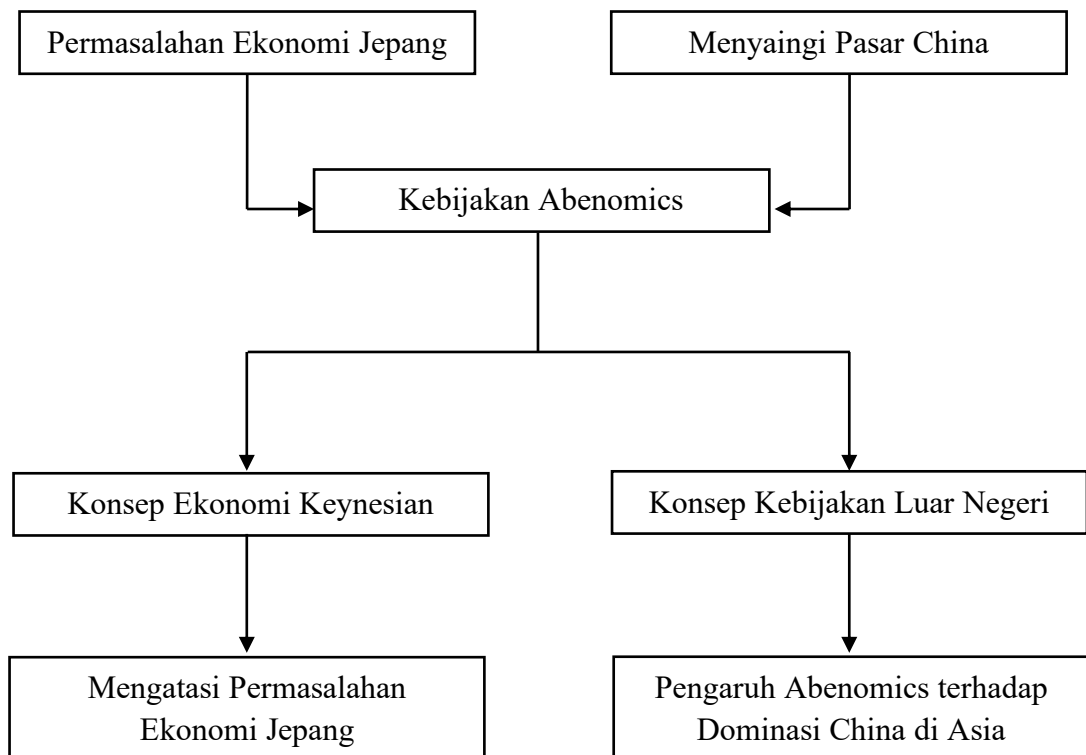 Permasalahan Ekonomi Jepang
Menyaingi Pasar China
Kebijakan Abenomics
Konsep Ekonomi Keynesian
Konsep Kebijakan Luar Negeri
Mengatasi Permasalahan
Ekonomi Jepang
Pengaruh Abenomics terhadap
Dominasi China di Asia